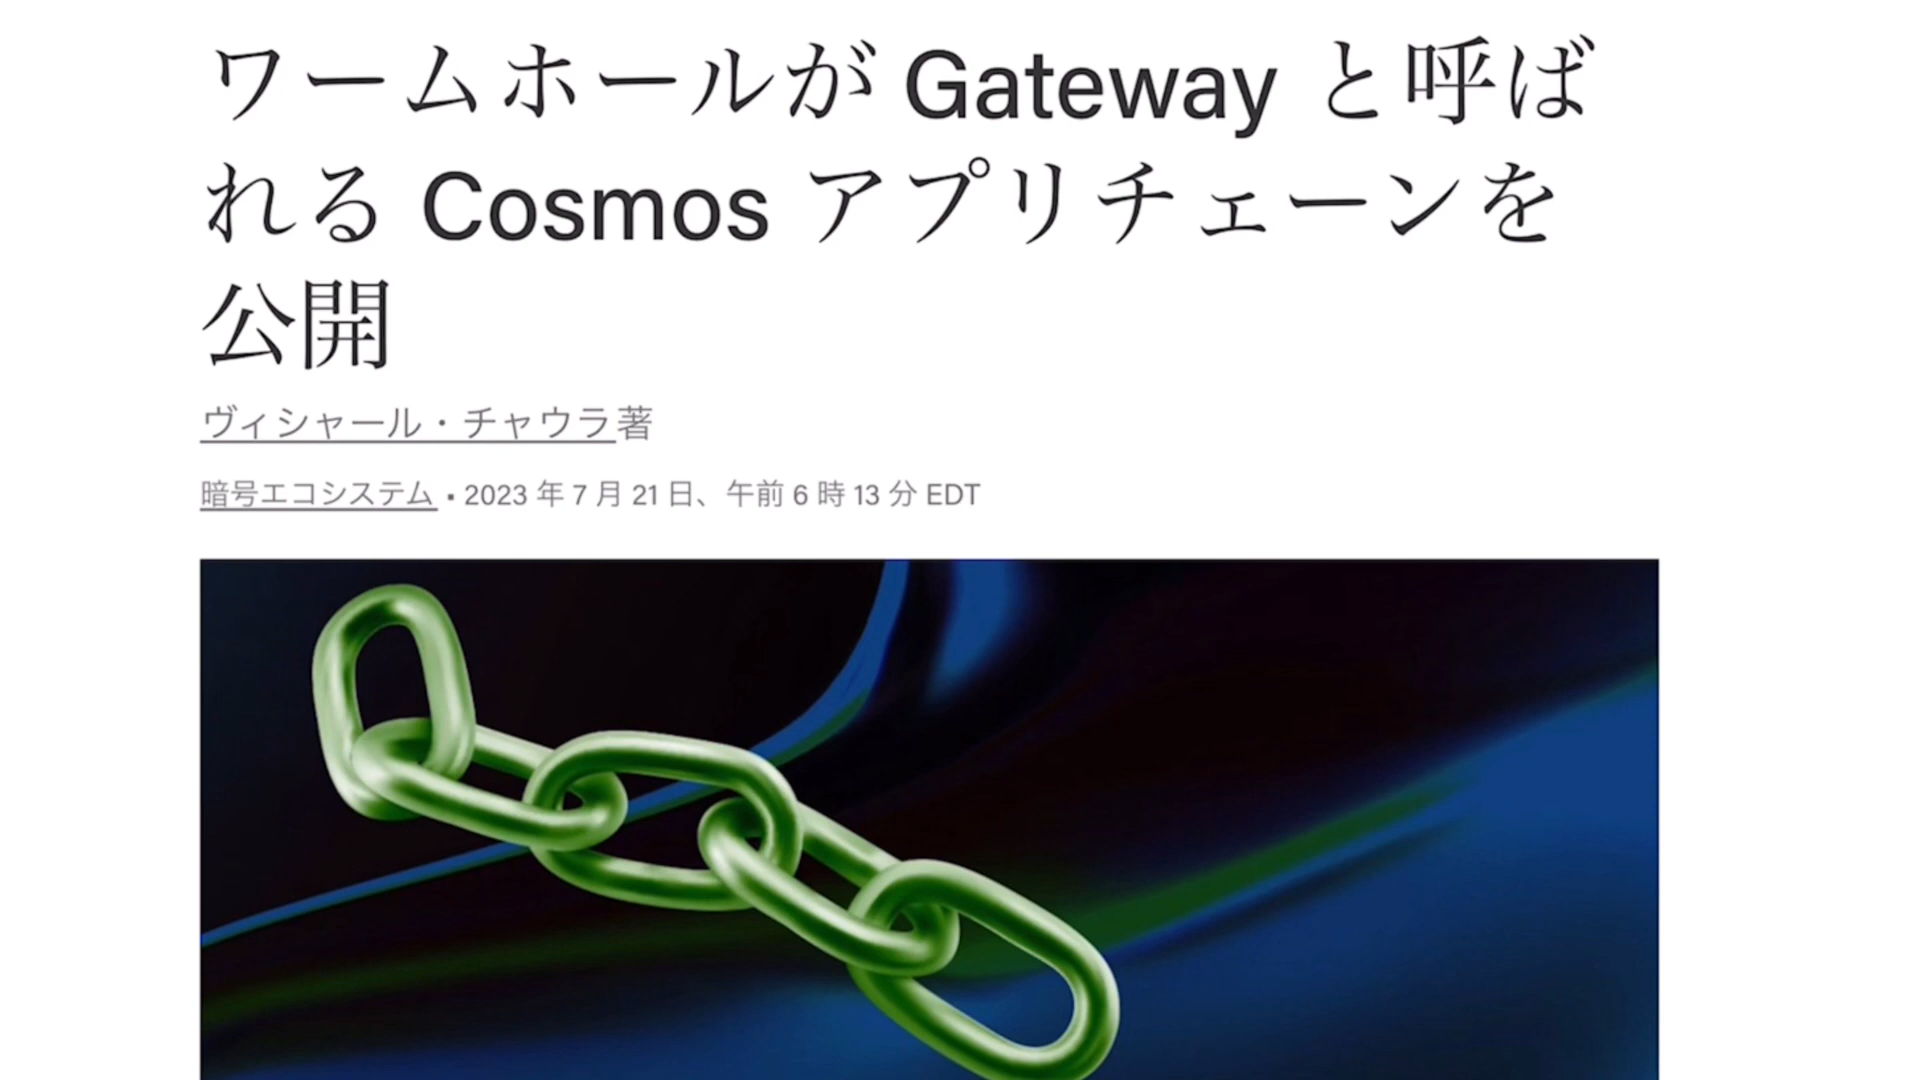 ワームホールが Gateway と呼ば
れる Cosmos アプリチェーンを
公開
ヴィシャール・チャウラ著
暗号エコシステム • 2023 年 7 月 21 日、午前 6 時 13 分 EDT